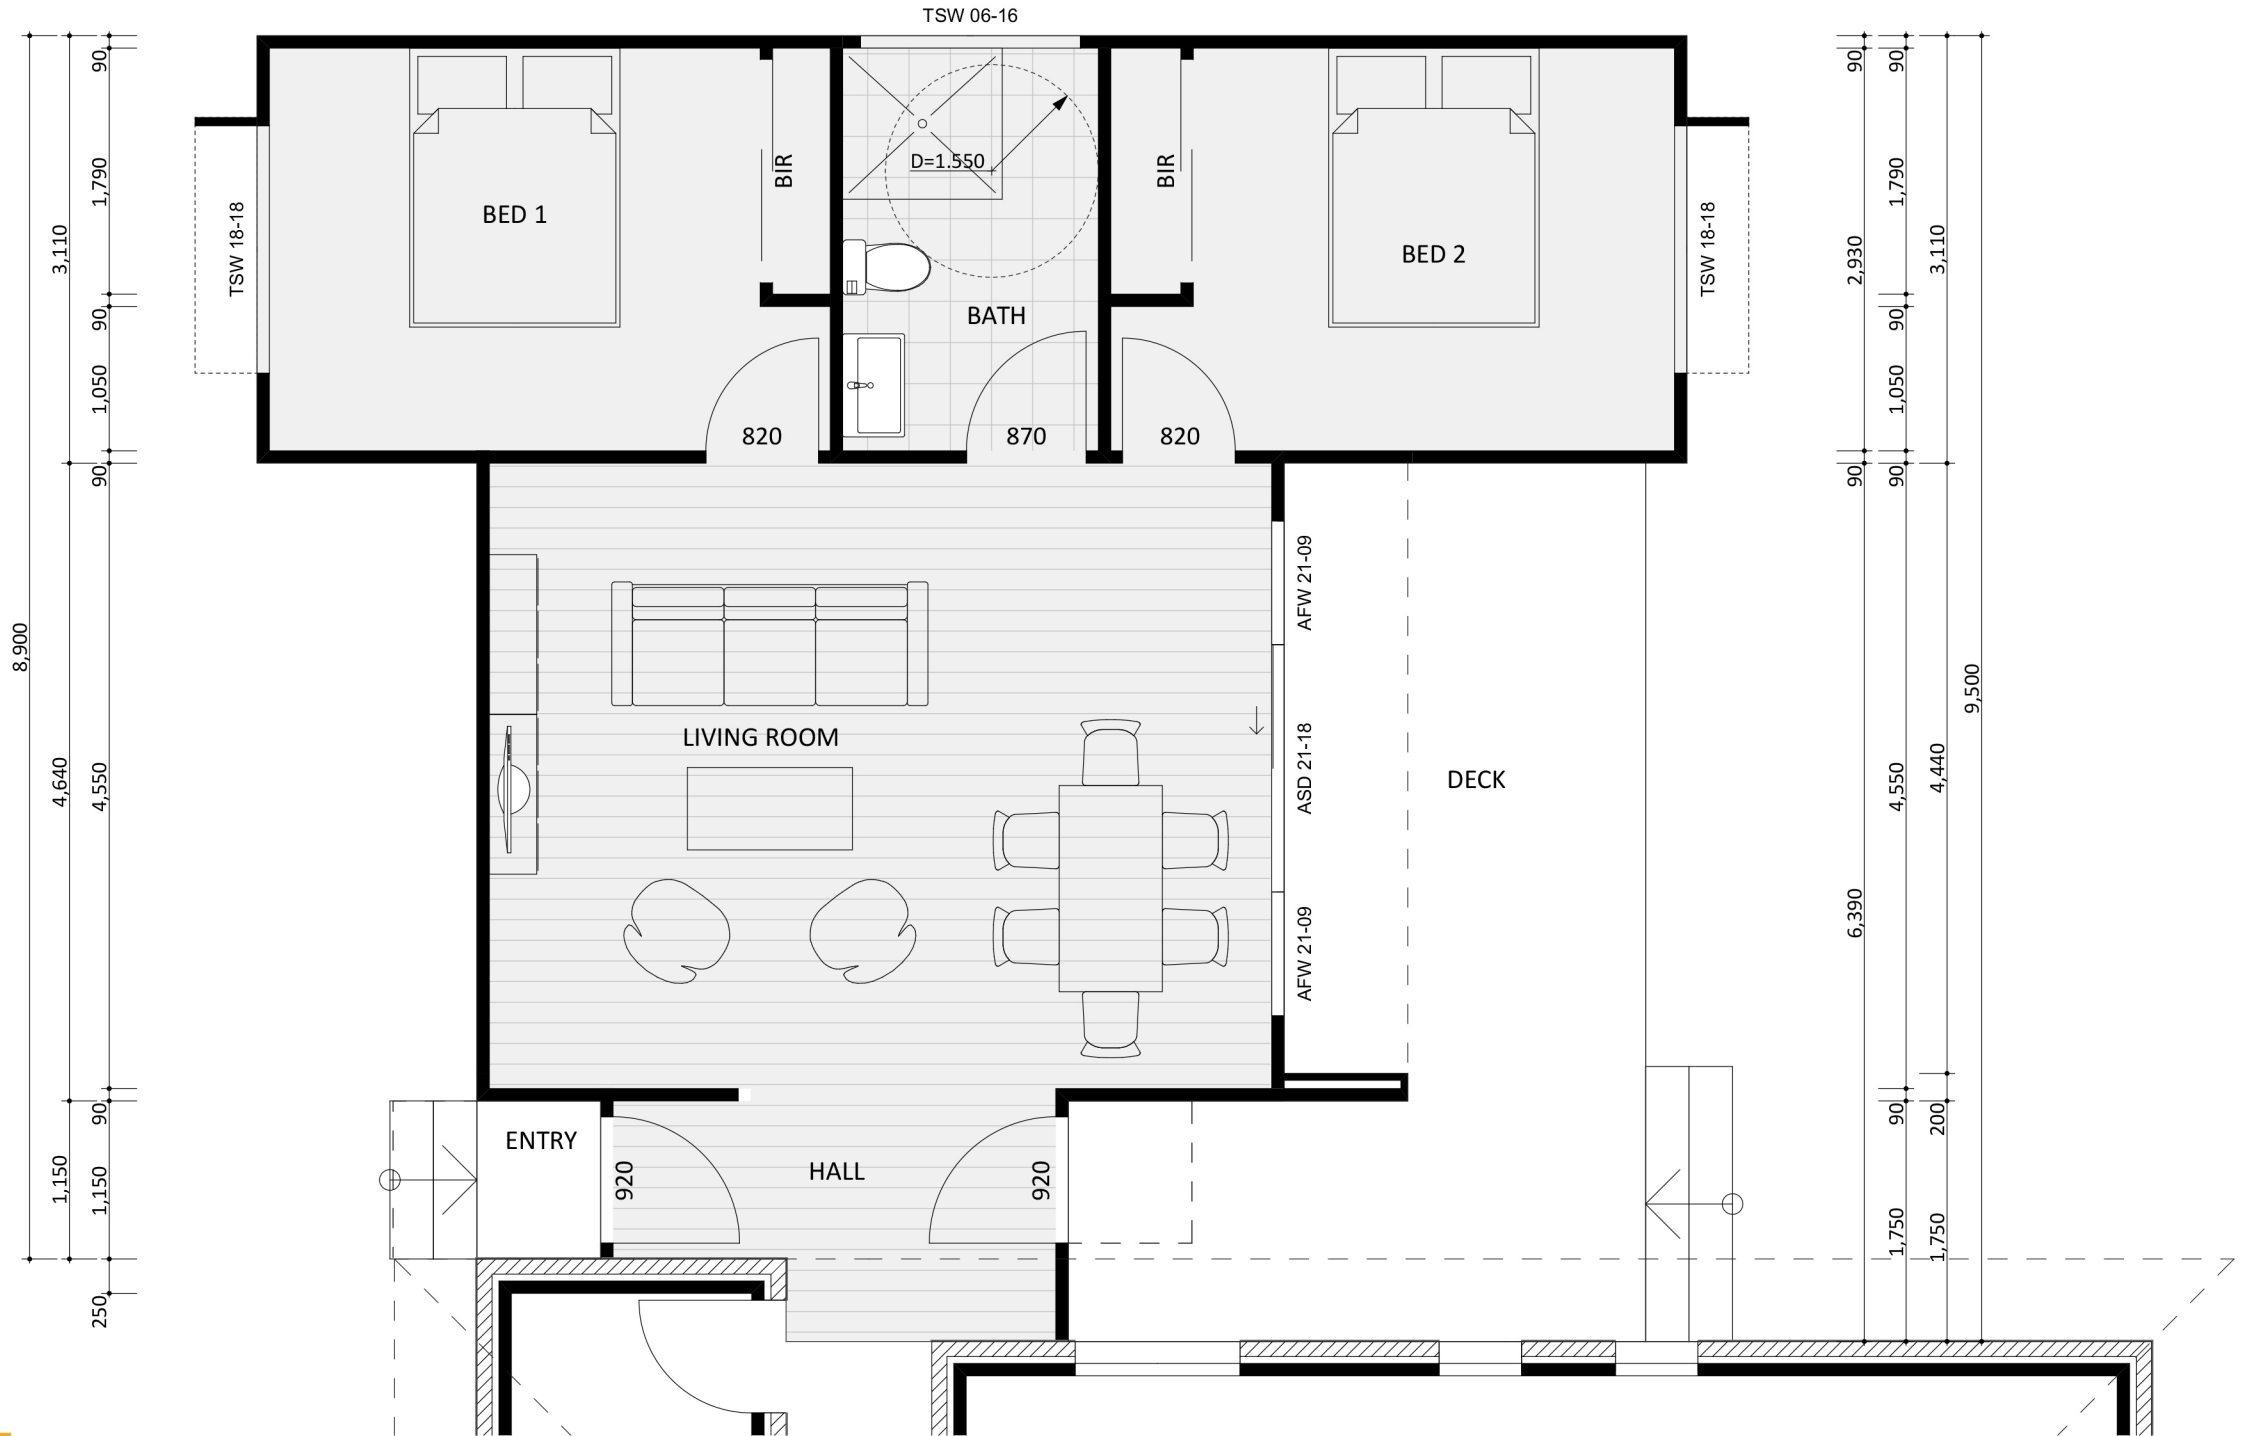 TSW 06-16
90
1,790
3,110
90
1,050
90
8,900
4,640
4,550
90
1,150
1,150
250
TSW 18-18
BED 1
BIR
D=1.550
BATH
BIR
BED 2
TSW 18-18
820
870
820
LIVING ROOM
AFW 21-09
ASD 21-18
AFW 21-09
DECK
ENTRY
920
HALL
920
90
90
1,790
2,930
3,110
90
1,050
90
90
9,500
4,550
4,440
6,390
90
200
1,750
1,750